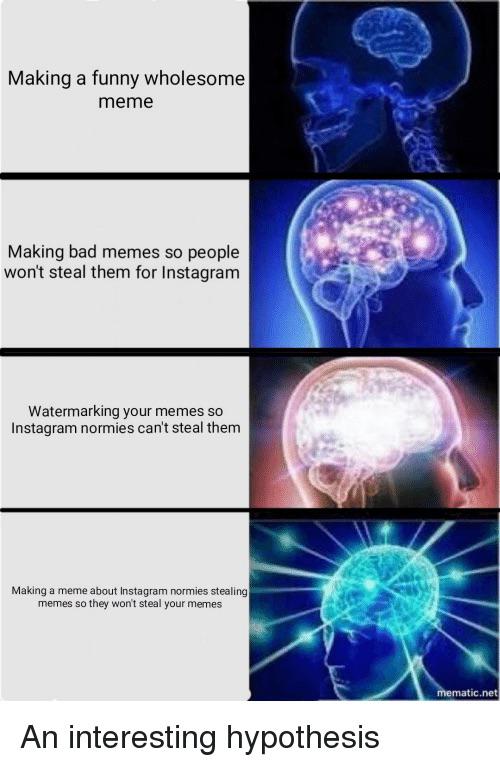 Making a funny wholesome
meme
Making bad memes so people
won't steal them for Instagram
Watermarking your memes so
Instagram normies can't steal them
Making a meme about Instagram normies stealing
memes so they won't steal your memes
mematic.net
An interesting hypothesis